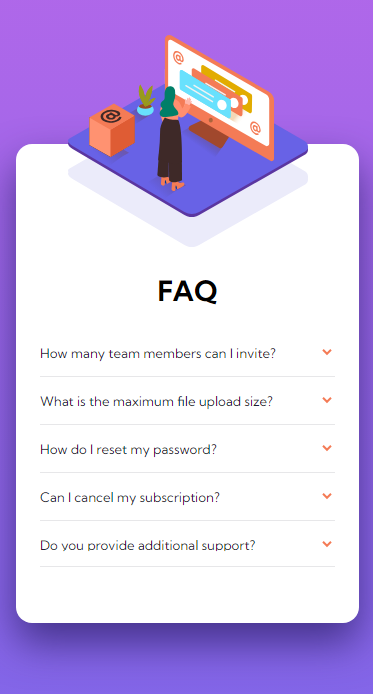 FAQ
How many team members can I invite?
What is the maximum file upload size?
How do I reset my password?
Can I cancel my subscription?
Do you provide additional support?